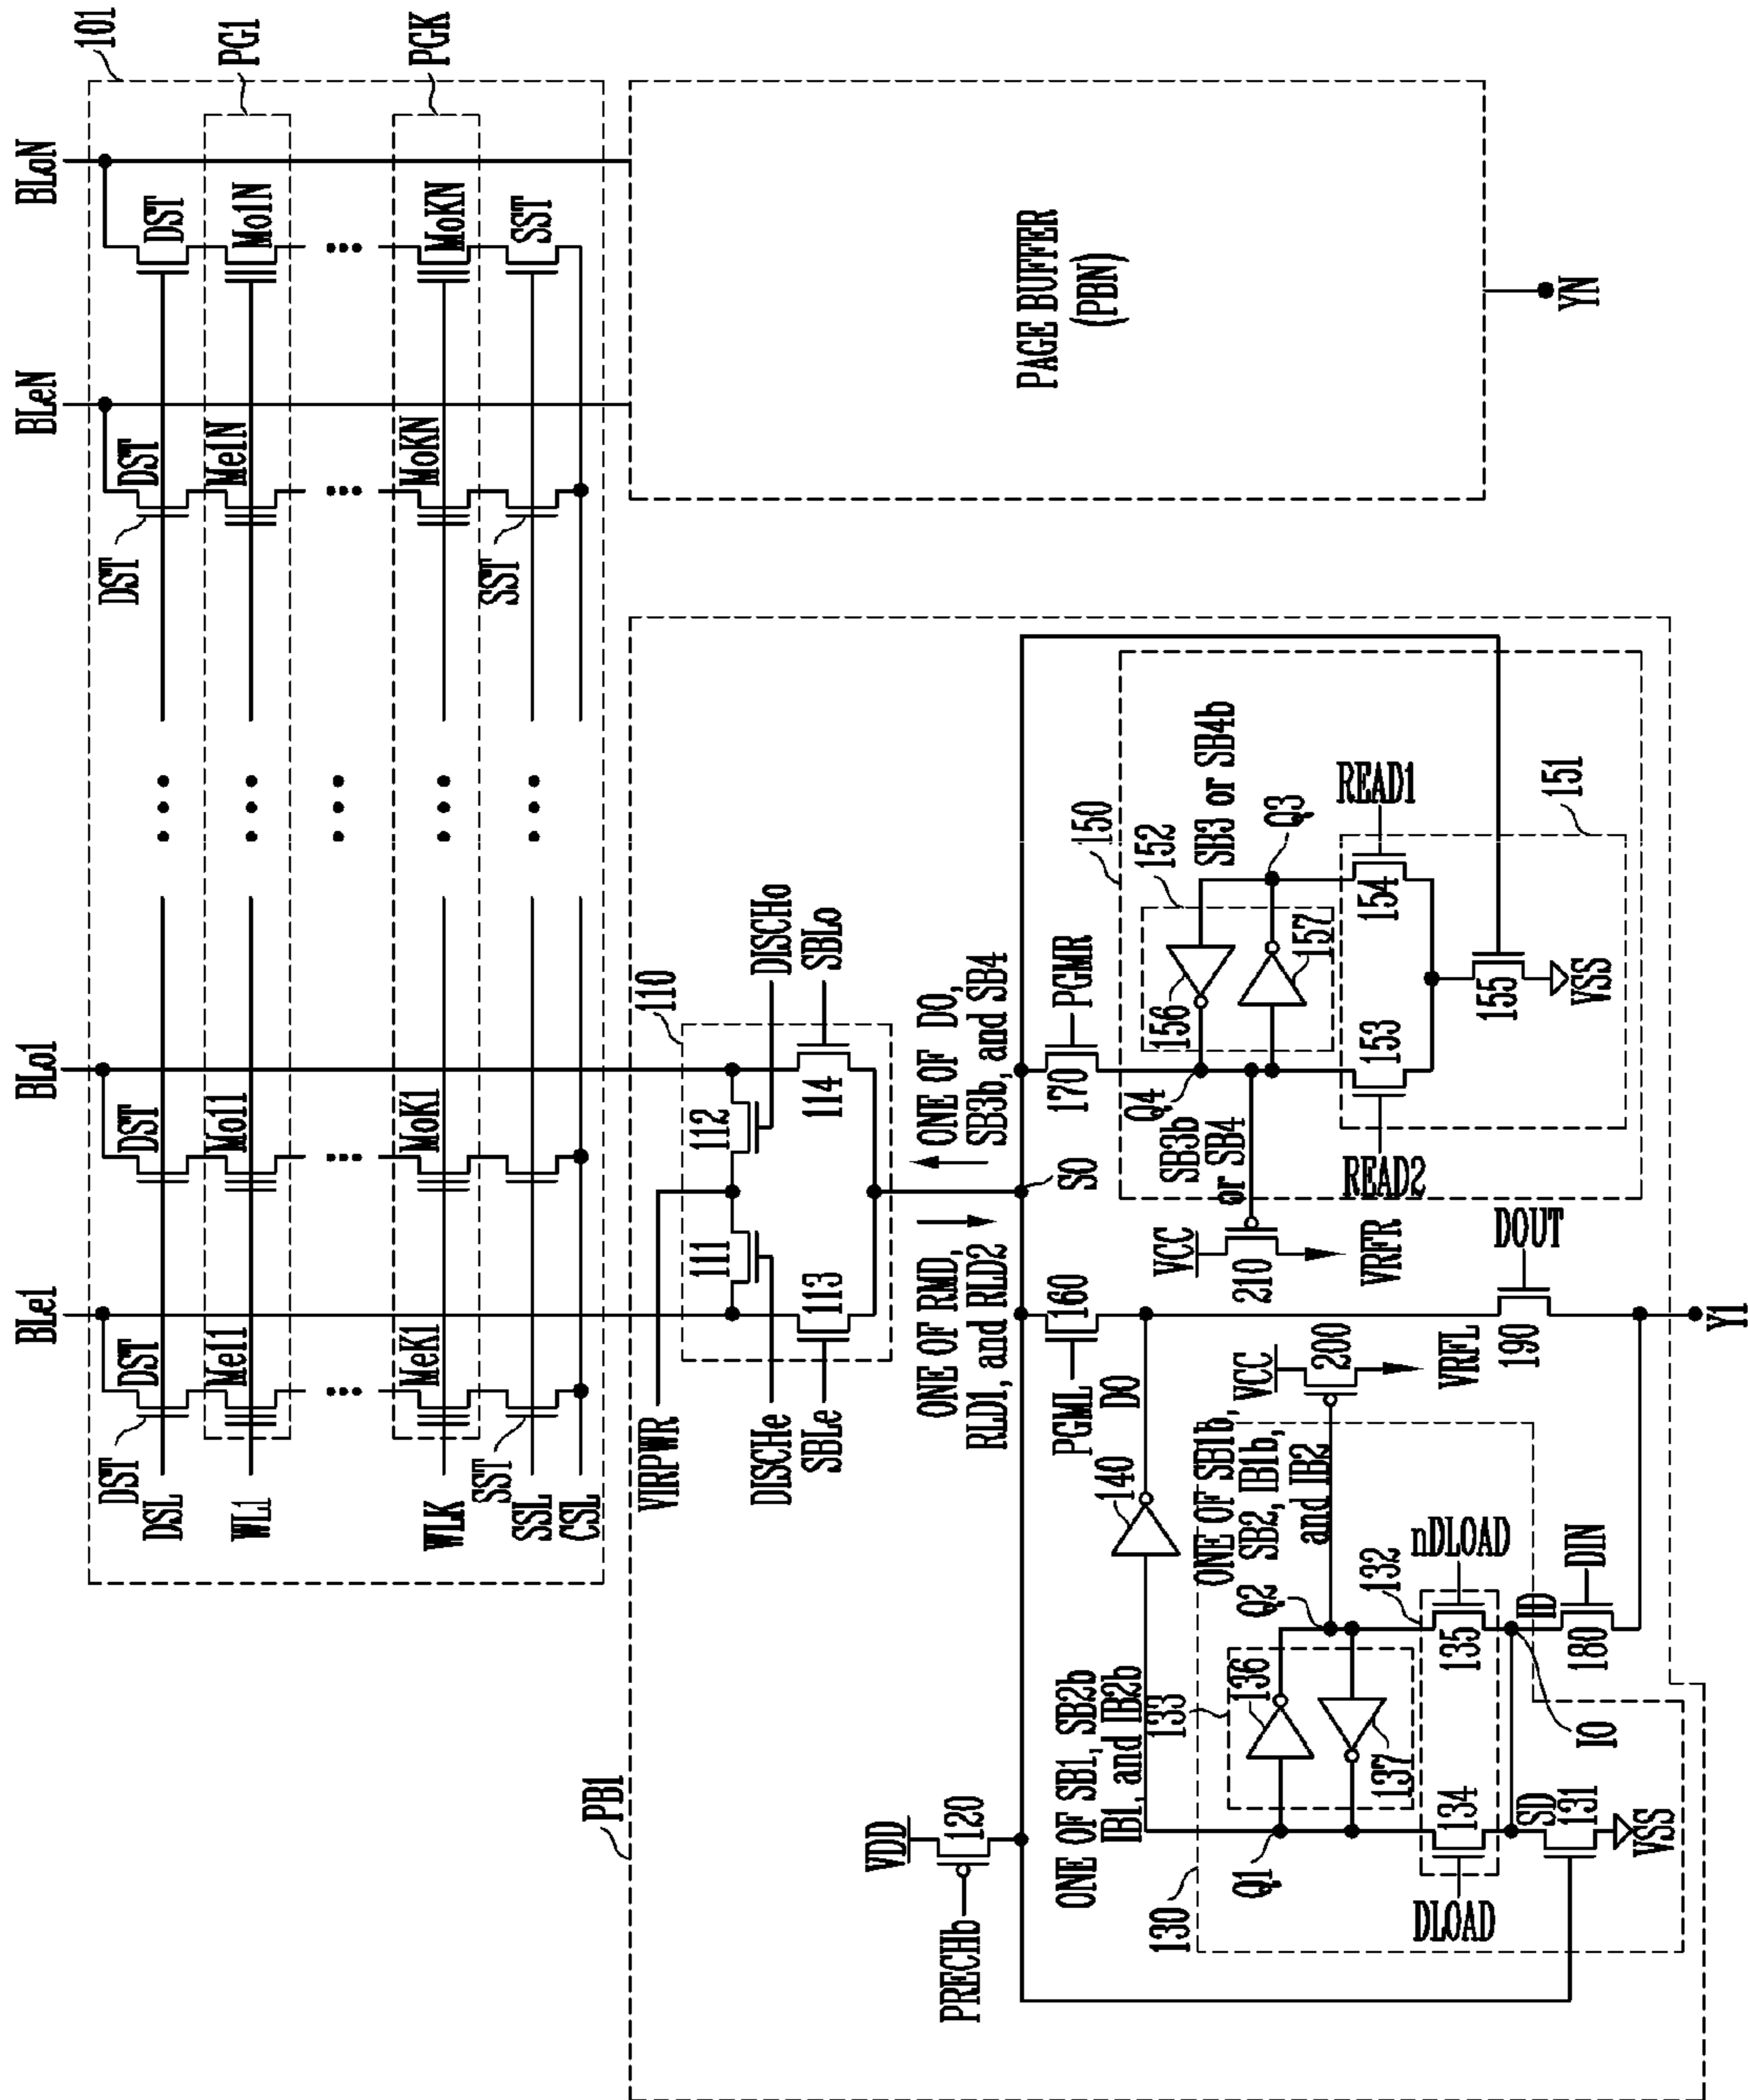 BLe1
BLo1
BLeN
BLoN
101
DST
DST
DST
DST
DST
DST
DSL
PG1
Me11
Mo11
Me1N
Mo1N
WL1
PGK
MeK1
MoK1
MoKN
MoKN
WLK
SST
SST
SST
SSL
CSL
PB1
VIRPWR
110
111
112
DISCHe
DISCHo
113
114
SBLe
SBLo
PAGE BUFFER
(PBN)
YN
VDD
PRECHb
120
ONE OF RMD,
RLD1, and RLD2
ONE OF DO,
SB3b, and SB4
SO
PGML
160
170
PGMR
ONE OF SB1, SB2b
IB1, and IB2b
140
DO
150
152
156
157
Q4
SB3b
or SB4
SB3 or SB4b
Q3
VCC
210
VRFR
READ2
READ1
153
154
155
151
VSS
130
133
136
137
Q1
Q2
ONE OF SB1b,
SB2, IB1b,
and IB2
VCC
200
VRFL
132
DLOAD
134
135
nDLOAD
SD
ID
131
VSS
IO
180
DIN
190
DOUT
Y1